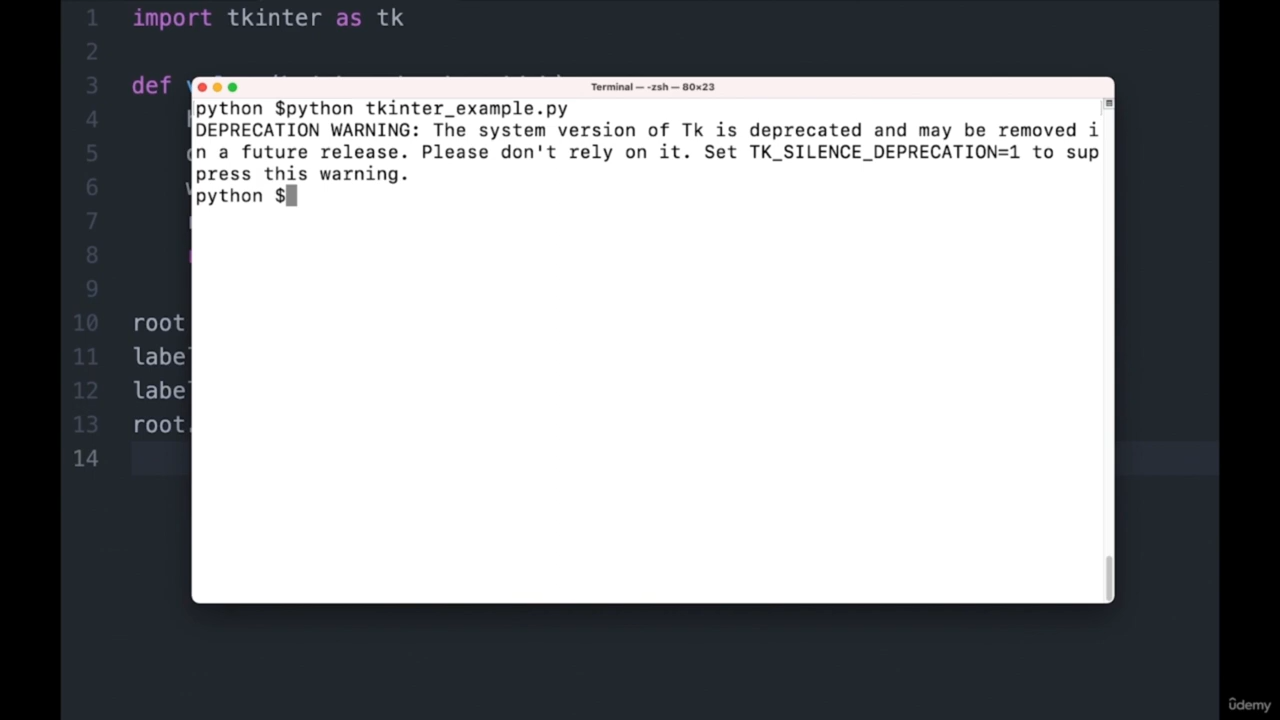 1 import tkinter as tk
2
3 def
Terminal — -zsh — 80×23
python $python tkinter_example.py
4
DEPRECATION WARNING: The system version of Tk is deprecated and may be removed i
5
n a future release. Please don't rely on it. Set TK_SILENCE_DEPRECATION=1 to sup
6
press this warning.
python $
7
8
9
10 root
11 label
12 label
13 root.
14
ûdemy